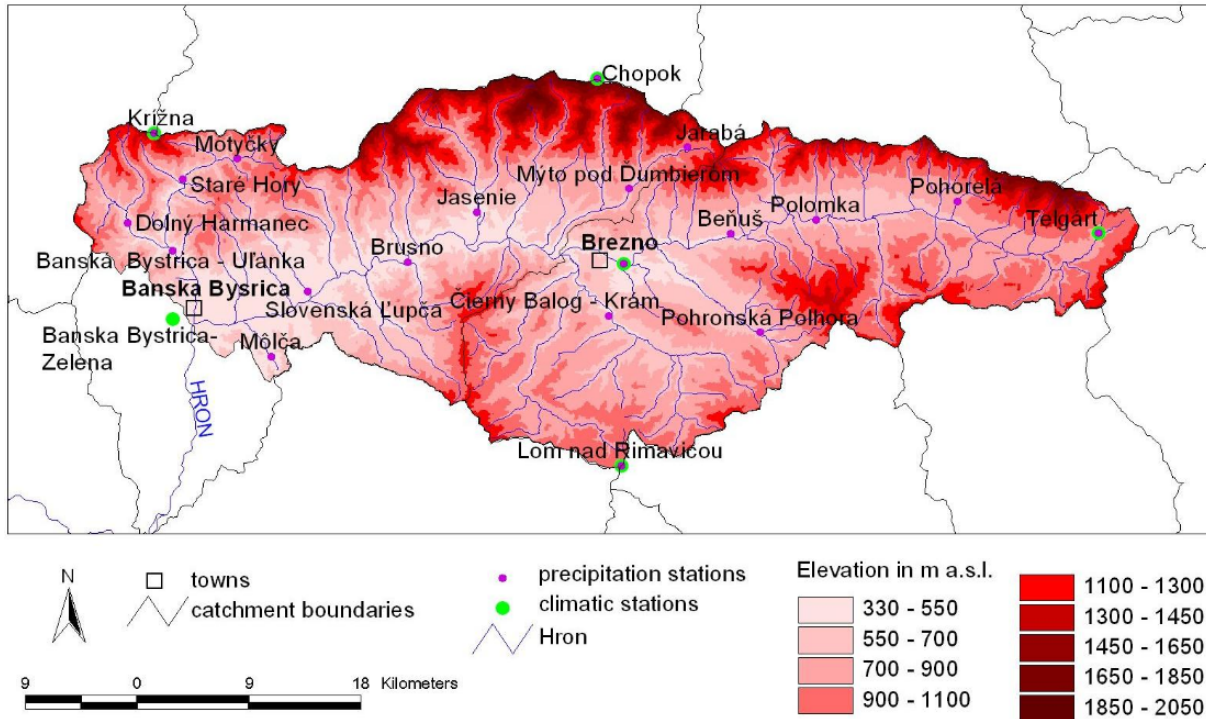 Chopok
Krížna
Motyčky
Jarabá
Staré Hory
Mýto pod Ďumbierom
Jasenie
Pohorelá
Dolný Harmanec
Beňuš
Polomka
Telgárt
Brusno
Brezno
Banská Bystrica - Uľánka
Banská Bysrica
Slovenská Ľupča
Čierny Balog - Krám
Pohronská Polhora
Banska Bystrica-
Zelena
Môlča
HRON
Lom nad Rimavicou
N
towns
catchment boundaries
precipitation stations
climatic stations
Hron
Elevation in m a.s.l.
330 - 550
550 - 700
700 - 900
900 - 1100
1100 - 1300
1300 - 1450
1450 - 1650
1650 - 1850
1850 - 2050
9 0 9 18 Kilometers